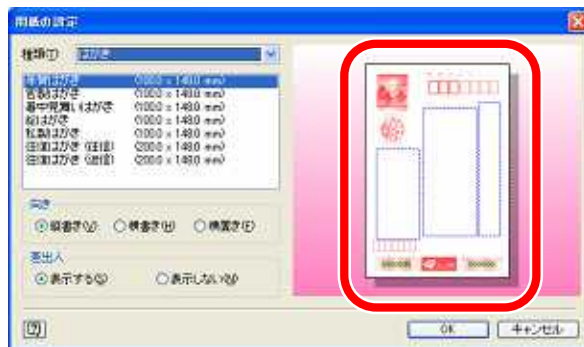 用紙の設定
種類(T) はがき
年賀はがき (100.0 x 148.0 mm)
官製はがき (100.0 x 148.0 mm)
暑中見舞いはがき (100.0 x 148.0 mm)
絵はがき (100.0 x 148.0 mm)
私製はがき (100.0 x 148.0 mm)
往復はがき (往信) (200.0 x 148.0 mm)
往復はがき (返信) (200.0 x 148.0 mm)
向き
縦書き(V) 横書き(H) 横置き(E)
差出人
表示する(S) 表示しない(N)
OK キャンセル